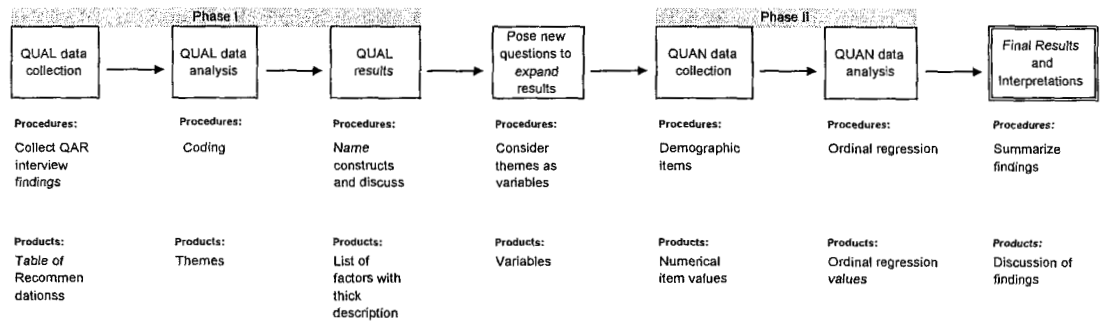 Phase I
Phase II
QUAL data
collection
QUAL data
analysis
QUAL
results
Pose new
questions to
expand
results
QUAN data
collection
QUAN data
analysis
Final Results
and
Interpretations
Procedures:
Collect QAR
interview
findings
Procedures:
Coding
Procedures:
Name
constructs
and discuss
Procedures:
Consider
themes as
variables
Procedures:
Demographic
items
Procedures:
Ordinal regression
Procedures:
Summarize
findings
Products:
Table of
Recommen
dationss
Products:
Themes
Products:
List of
factors with
thick
description
Products:
Variables
Products:
Numerical
item values
Products:
Ordinal regression
values
Products:
Discussion of
findings